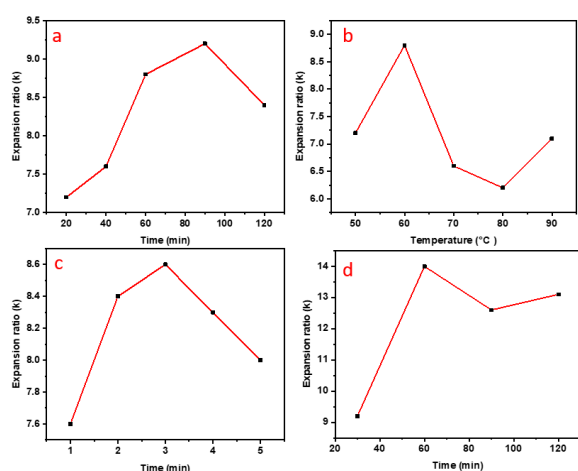 a
Expansion ratio (k)
9.5
9.0
8.5
8.0
7.5
7.0
20 40 60 80 100 120
Time (min)
b
Expansion ratio (k)
9.0
8.5
8.0
7.5
7.0
6.5
6.0
50 60 70 80 90
Temperature (°C )
c
Expansion ratio (k)
8.6
8.4
8.2
8.0
7.8
7.6
1 2 3 4 5
Time (min)
d
Expansion ratio (k)
14
13
12
11
10
9
20 40 60 80 100 120
Time (min)